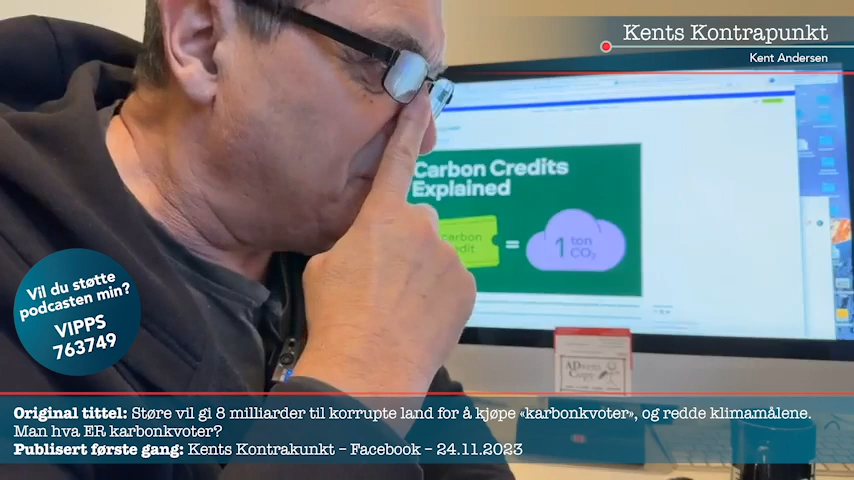 Kents Kontrapunkt
Kent Andersen
Carbon Credits
Explained
carbon
edit
=
1 ton
CO₂
Vil du støtte
podcasten min?
VIPPS
763749
Original tittel: Støre vil gi 8 milliarder til korrupte land for å kjøpe «karbonkvoter», og redde klimamålene.
Man hva ER karbonkvoter?
Publisert første gang: Kents Kontrakunkt – Facebook – 24.11.2023